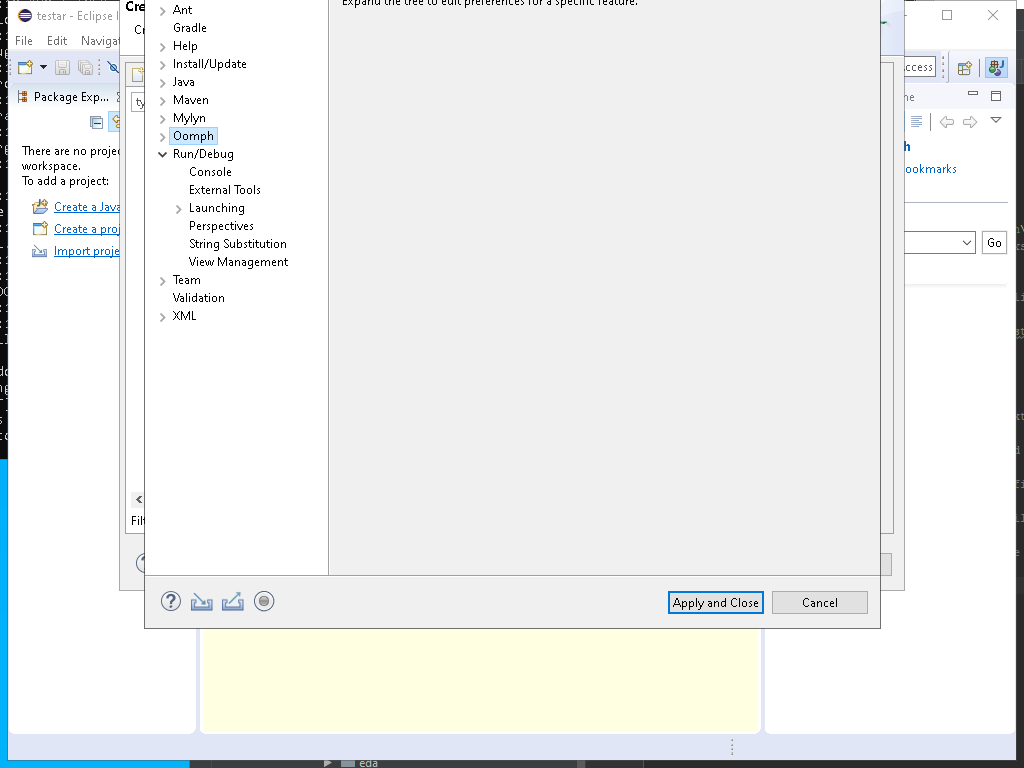 testar - Eclipse I
File Edit Naviga
Package Exp...
There are no proje
workspace.
To add a project:
Create a Java
Create a proj
Import proje
Cre
Cr
ty
Filt
Expand the tree to edit preferences for a specific feature.
Ant
Gradle
Help
Install/Update
Java
Maven
Mylyn
Oomph
Run/Debug
Console
External Tools
Launching
Perspectives
String Substitution
View Management
Team
Validation
XML
Apply and Close
Cancel
ccess
ne
h
ookmarks
Go
eda